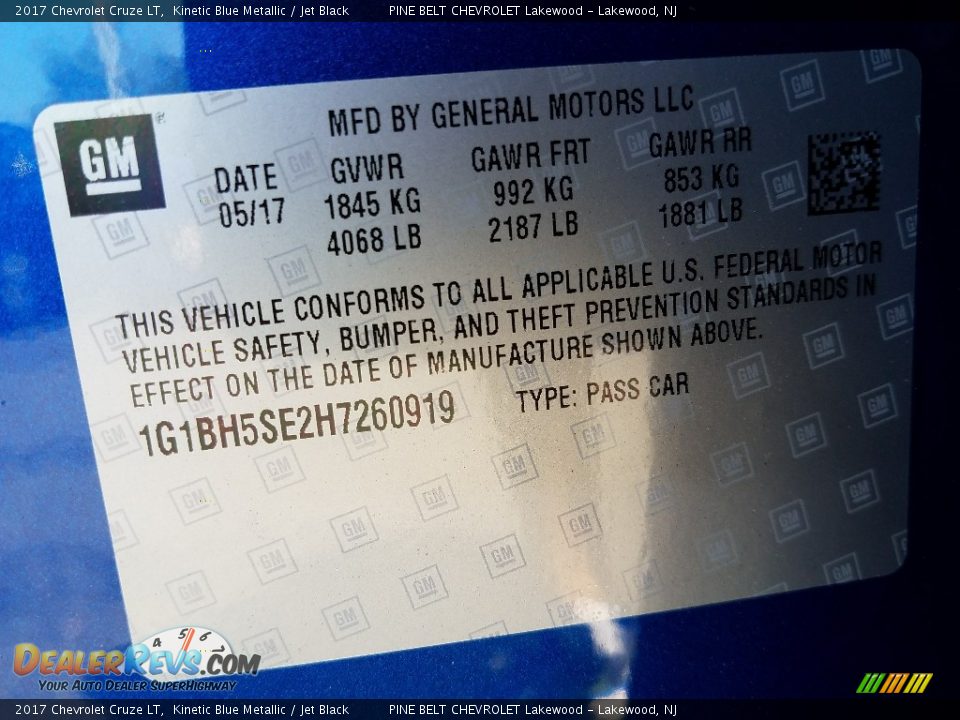 2017 Chevrolet Cruze LT, Kinetic Blue Metallic / Jet Black PINE BELT CHEVROLET Lakewood – Lakewood, NJ
GM
MFD BY GENERAL MOTORS LLC
DATE GVWR GAWR FRT GAWR RR
05/17 1845 KG 992 KG 853 KG
4068 LB 2187 LB 1881 LB
THIS VEHICLE CONFORMS TO ALL APPLICABLE U.S. FEDERAL MOTOR
VEHICLE SAFETY, BUMPER, AND THEFT PREVENTION STANDARDS IN
EFFECT ON THE DATE OF MANUFACTURE SHOWN ABOVE.
1G1BH5SE2H7260919 TYPE: PASS CAR
4 5 6
DealerRevs.com
Your Auto Dealer SuperHighway
2017 Chevrolet Cruze LT, Kinetic Blue Metallic / Jet Black PINE BELT CHEVROLET Lakewood – Lakewood, NJ